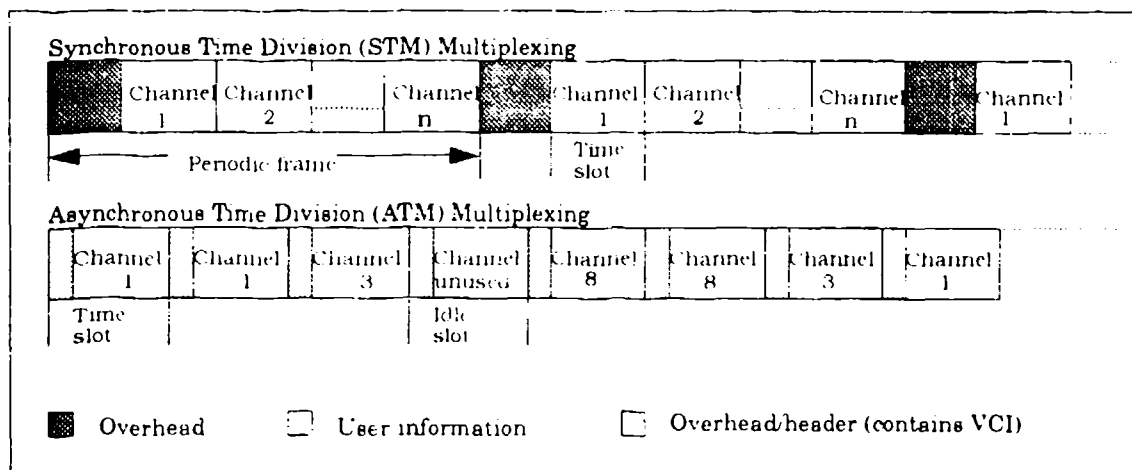 Synchronous Time Division (STM) Multiplexing
Channel 1 Channel 2 Channel n Channel 1 Channel 2 Channel n Channel 1
Periodic frame
Time slot
Asynchronous Time Division (ATM) Multiplexing
Channel 1 Channel 1 Channel 3 Channel unused Channel 8 Channel 8 Channel 3 Channel 1
Time slot
Idle slot
Overhead
User information
Overhead/header (contains VCI)